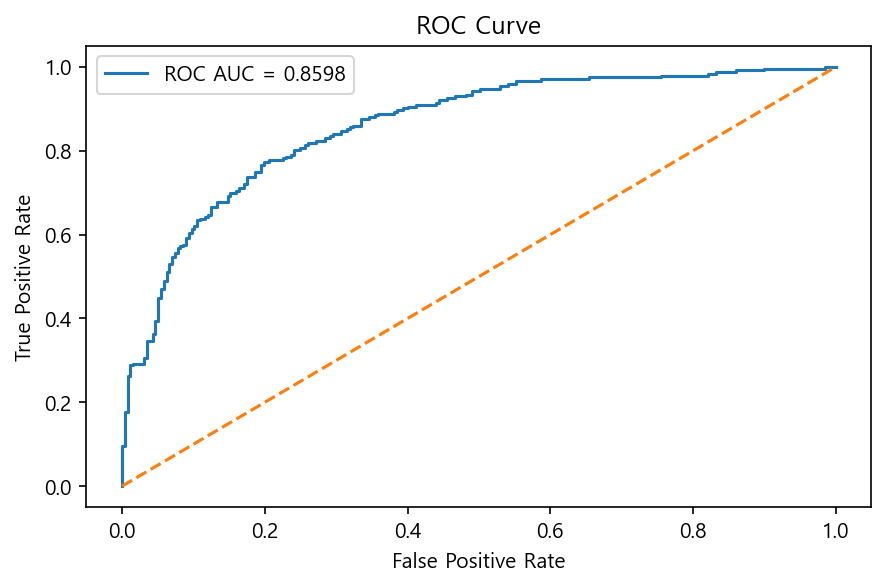 ROC Curve
ROC AUC = 0.8598
True Positive Rate
1.0
0.8
0.6
0.4
0.2
0.0
0.0 0.2 0.4 0.6 0.8 1.0
False Positive Rate